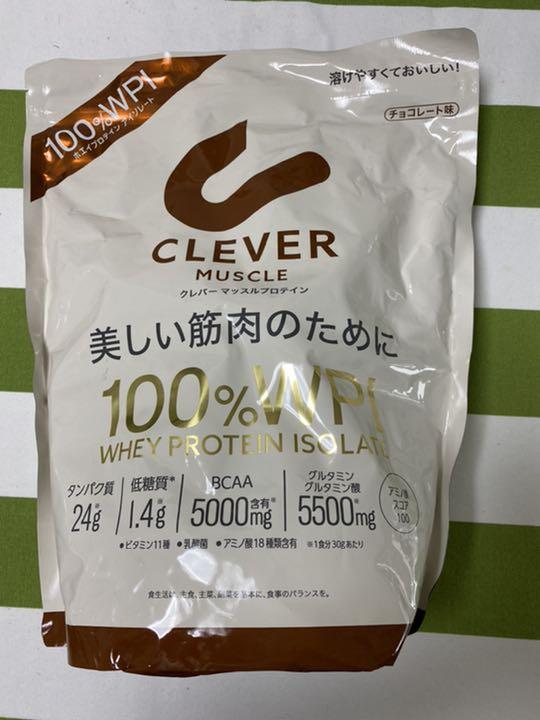 100%WPI
ホエイプロテイン アイソレート
溶けやすくておいしい!
チョコレート味
CLEVER
MUSCLE
クレバー マッスルプロテイン
美しい筋肉のために
100%WPI
WHEY PROTEIN ISOLATE
タンパク質
24g※
低糖質*
1.4g※
BCAA
5000mg含有※
グルタミン
グルタミン酸
5500mg※
アミノ酸
スコア
100
●ビタミン11種 ●乳酸菌 ●アミノ酸18種類含有 ※1食分30gあたり
食生活は、主食、主菜、副菜を基本に、食事のバランスを。